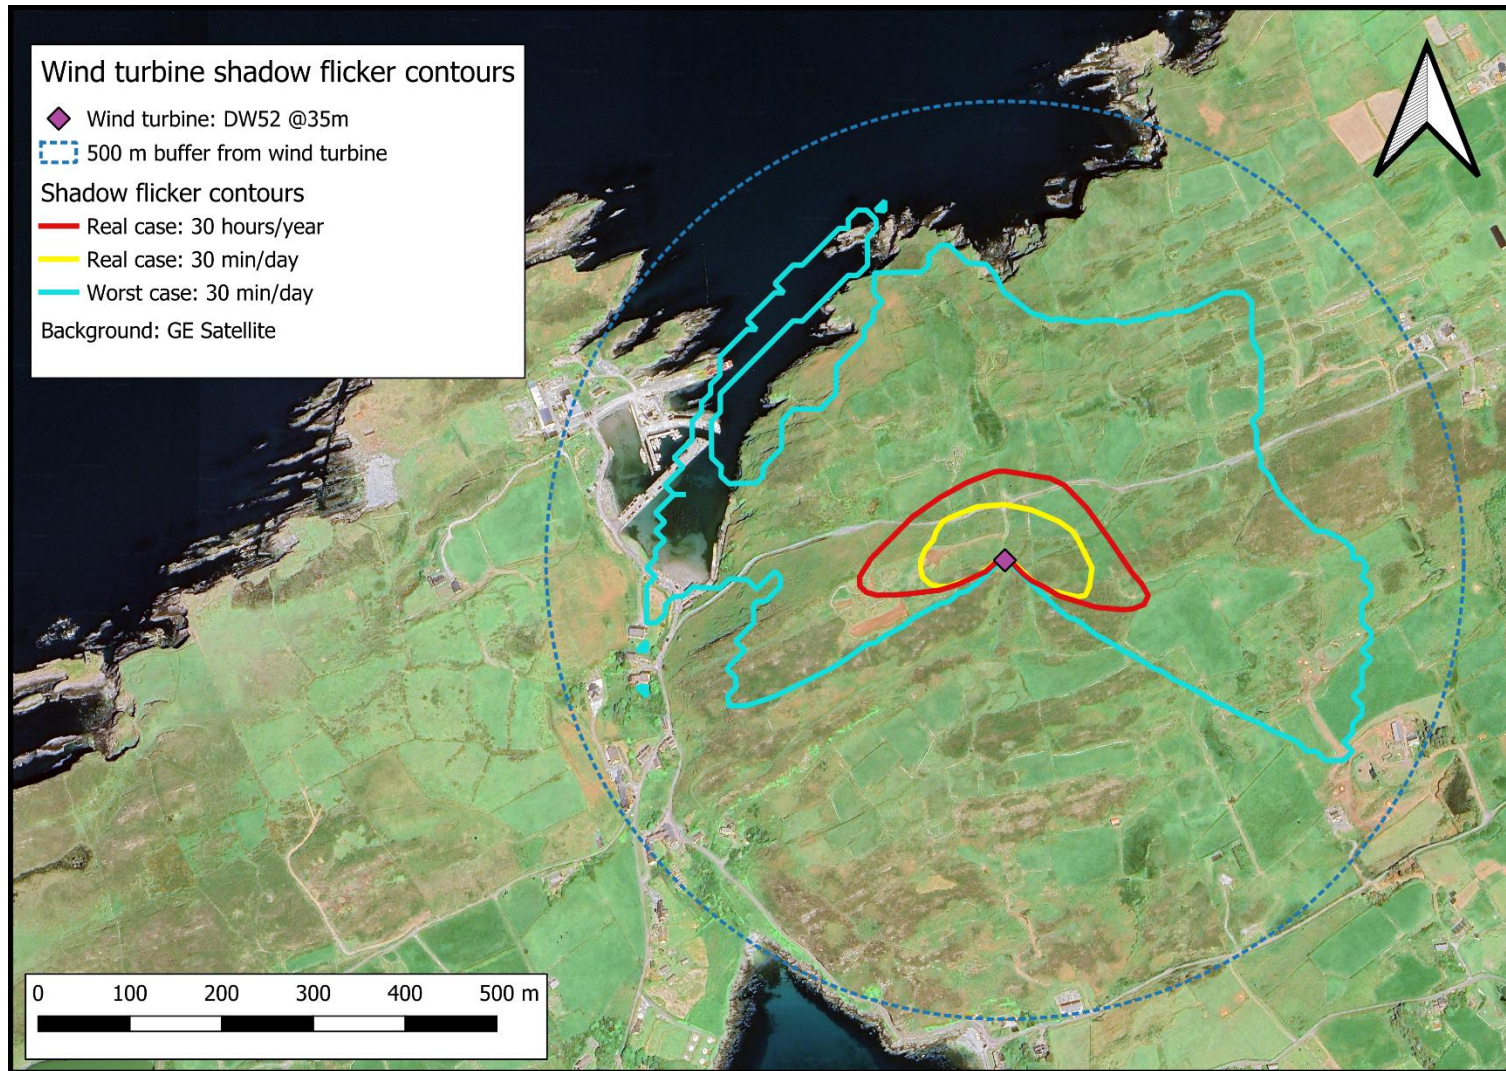 Wind turbine shadow flicker contours
Wind turbine: DW52 @35m
500 m buffer from wind turbine
Shadow flicker contours
Real case: 30 hours/year
Real case: 30 min/day
Worst case: 30 min/day
Background: GE Satellite
0 100 200 300 400 500 m